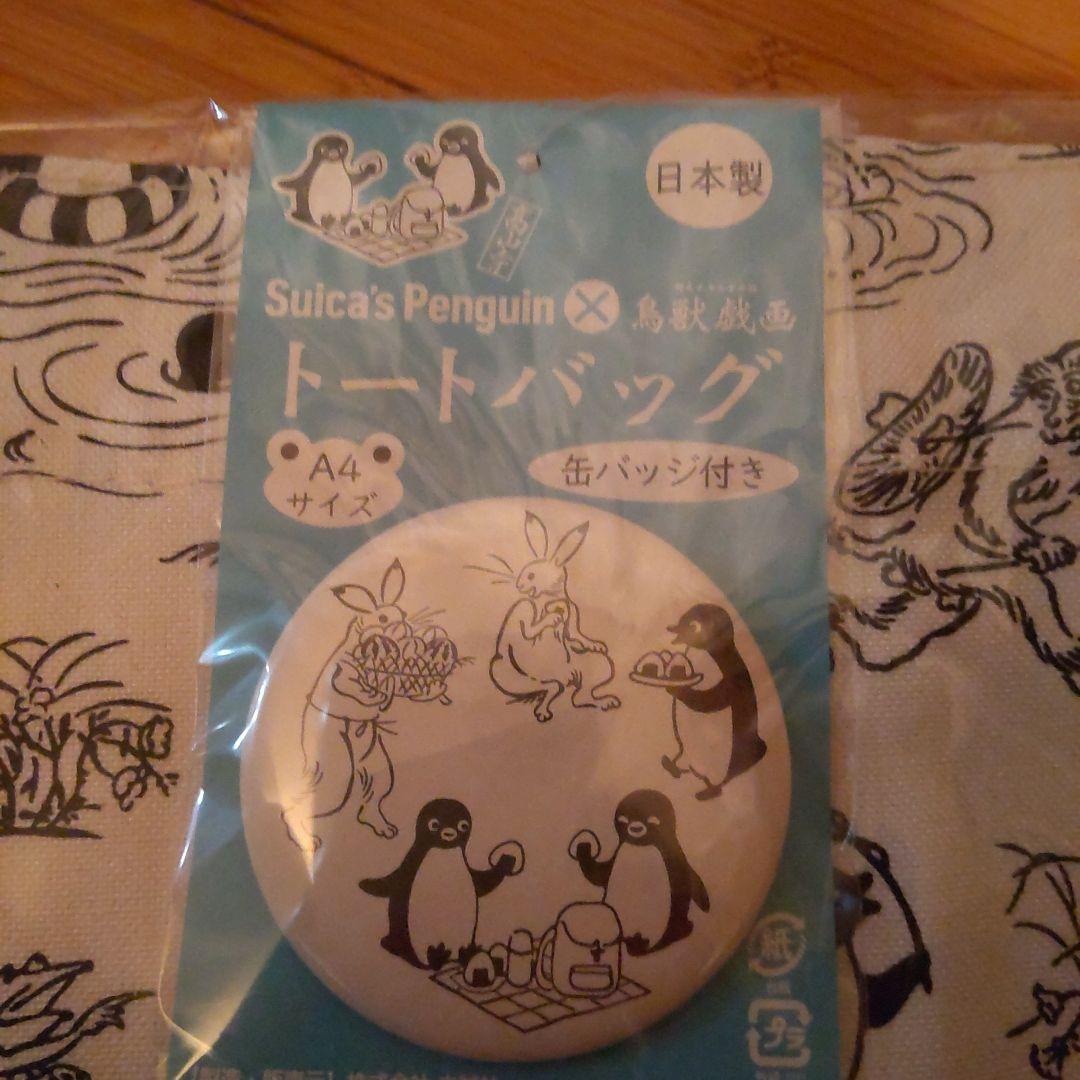 日本製
Suica's Penguin × 鳥獣戯画
トートバッグ
A4
サイズ
缶バッジ付き
紙
プラ